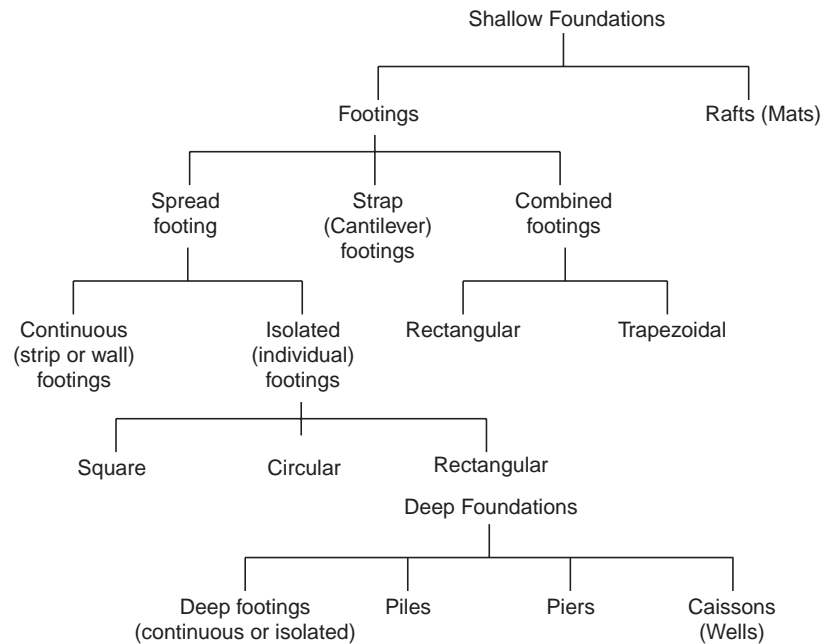 Shallow Foundations
Footings
Rafts (Mats)
Spread
footing
Strap
(Cantilever)
footings
Combined
footings
Continuous
(strip or wall)
footings
Isolated
(individual)
footings
Rectangular
Trapezoidal
Square
Circular
Rectangular
Deep Foundations
Deep footings
(continuous or isolated)
Piles
Piers
Caissons
(Wells)